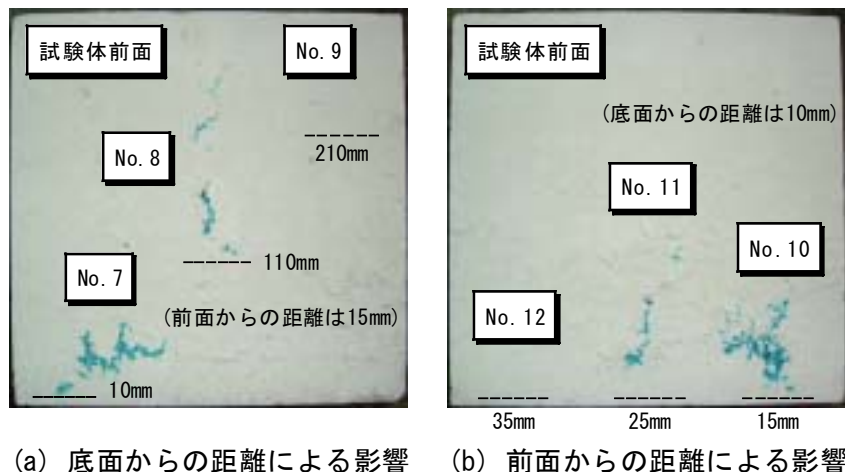 試験体前面
No. 9
210mm
No. 8
110mm
No. 7
(前面からの距離は15mm)
10mm
(a) 底面からの距離による影響
試験体前面
(底面からの距離は10mm)
No. 11
No. 10
No. 12
35mm
25mm
15mm
(b) 前面からの距離による影響